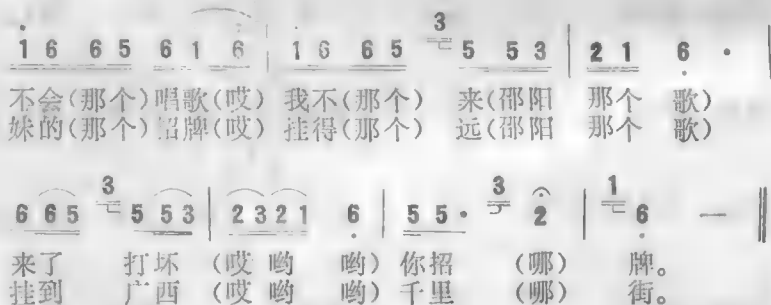 3
1 6 6 5 6 1 6 | 1 6 6 5 5 5 3 | 2 1 6 · |
不会(那个)唱歌(哎) 我不(那个) 来(邵阳 那个 歌)
妹的(那个)招牌(哎) 挂得(那个) 远(邵阳 那个 歌)
3 3 1
6 6 5 5 5 3 | 2 3 2 1 6 | 5 5 · 2 | 6 — ‖
来了 打坏 (哎 哟 哟) 你招 (哪) 牌。
挂到 广西 (哎 哟 哟) 千里 (哪) 街。